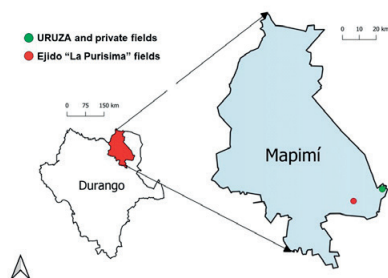 URUZA and private fields
Ejido “La Purisima” fields
0 10 20 km
0 75 150 km
Mapimí
Durango